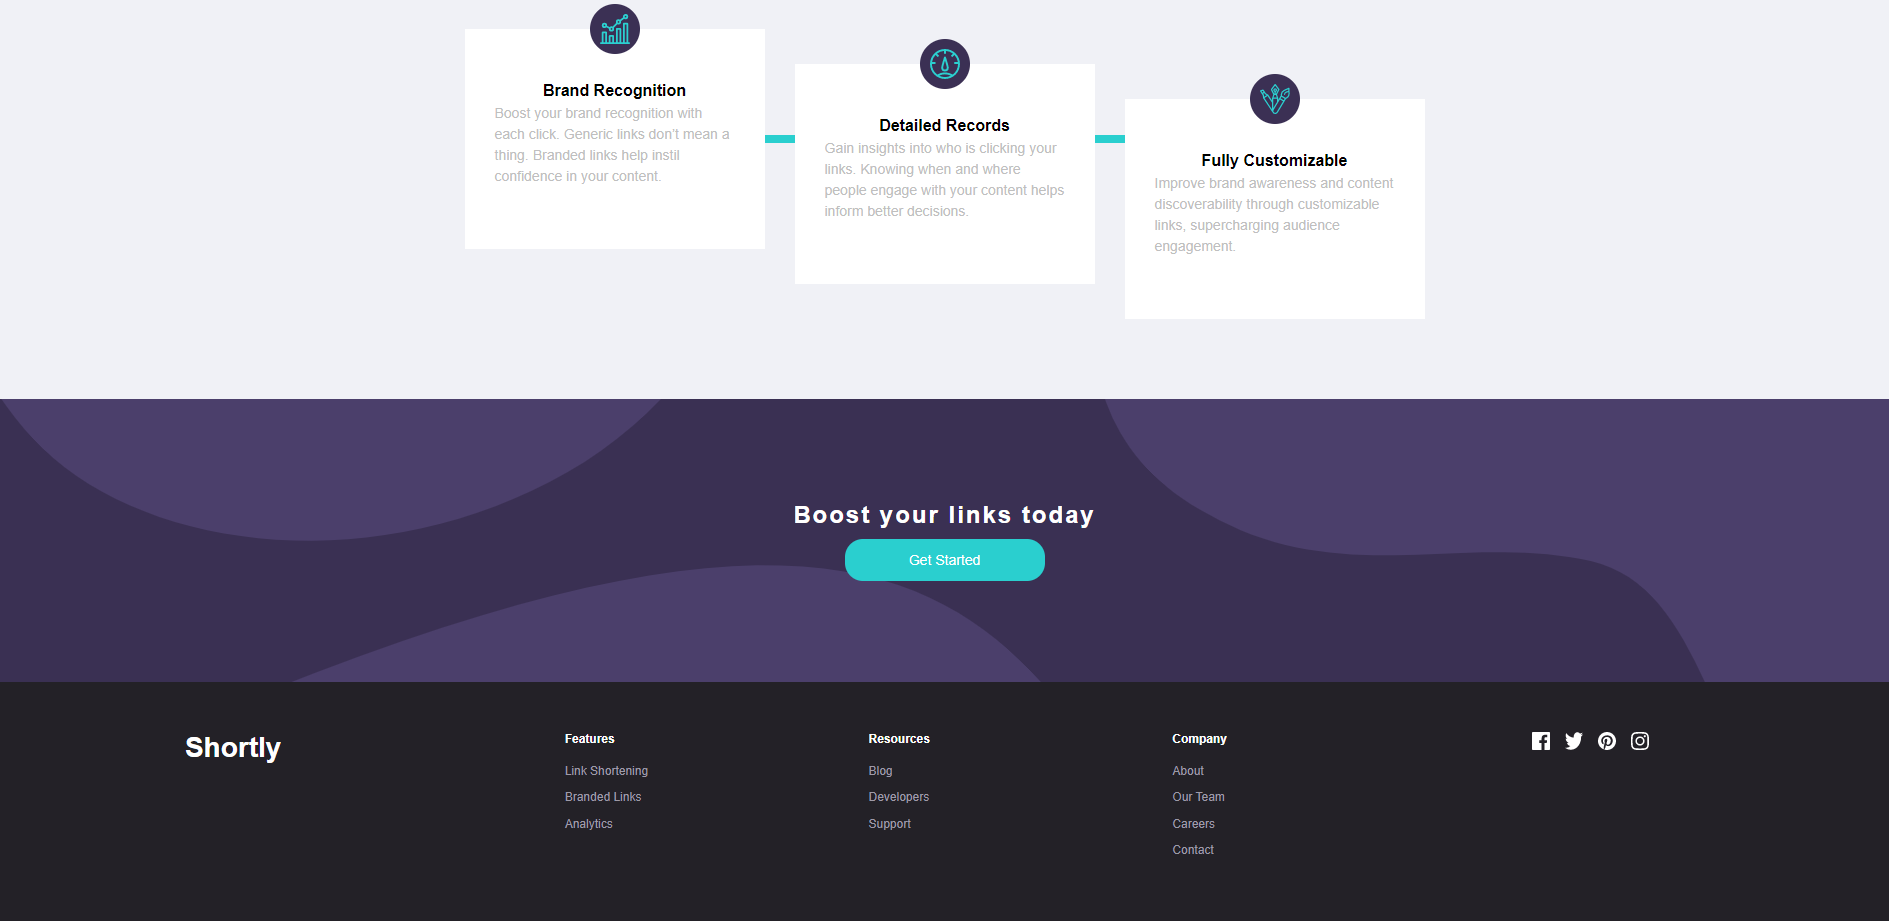 Brand Recognition
Boost your brand recognition with
each click. Generic links don't mean a
thing. Branded links help instil
confidence in your content.
Detailed Records
Gain insights into who is clicking your
links. Knowing when and where
people engage with your content helps
inform better decisions.
Fully Customizable
Improve brand awareness and content
discoverability through customizable
links, supercharging audience
engagement.
Boost your links today
Get Started
Shortly
Features
Link Shortening
Branded Links
Analytics
Resources
Blog
Developers
Support
Company
About
Our Team
Careers
Contact